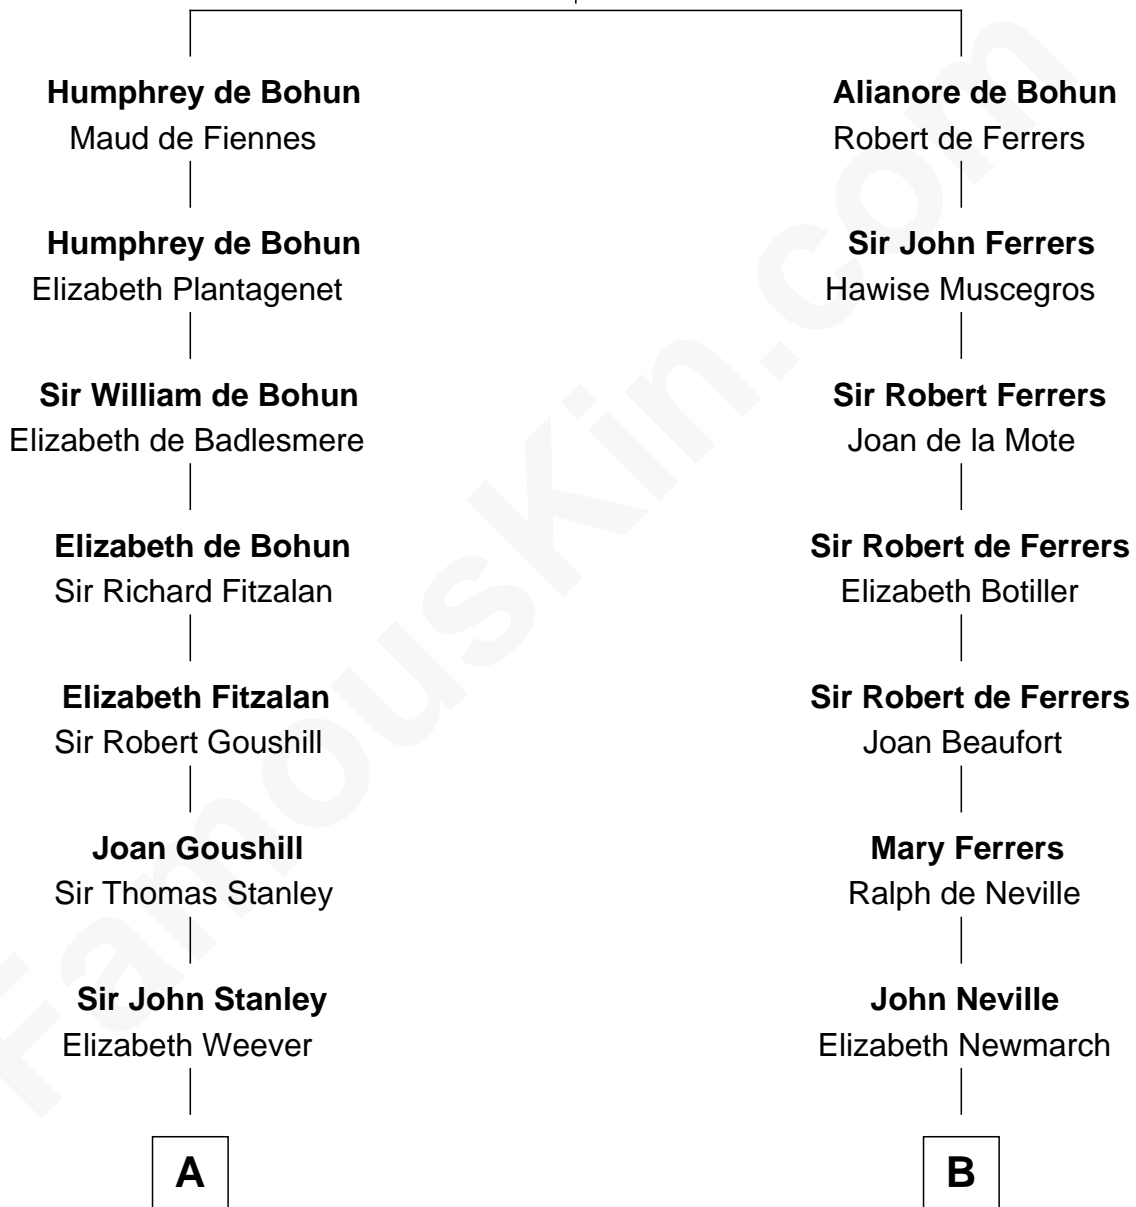 Humphrey de Bohun
Maud de Fiennes
Humphrey de Bohun
Elizabeth Plantagenet
Sir William de Bohun
Elizabeth de Badlesmere
Elizabeth de Bohun
Sir Richard Fitzalan
Elizabeth Fitzalan
Sir Robert Goushill
Joan Goushill
Sir Thomas Stanley
Sir John Stanley
Elizabeth Weever
A
Alianore de Bohun
Robert de Ferrers
Sir John Ferrers
Hawise Muscegros
Sir Robert Ferrers
Joan de la Mote
Sir Robert de Ferrers
Elizabeth Botiller
Sir Robert de Ferrers
Joan Beaufort
Mary Ferrers
Ralph de Neville
John Neville
Elizabeth Newmarch
B
FamousKin.com